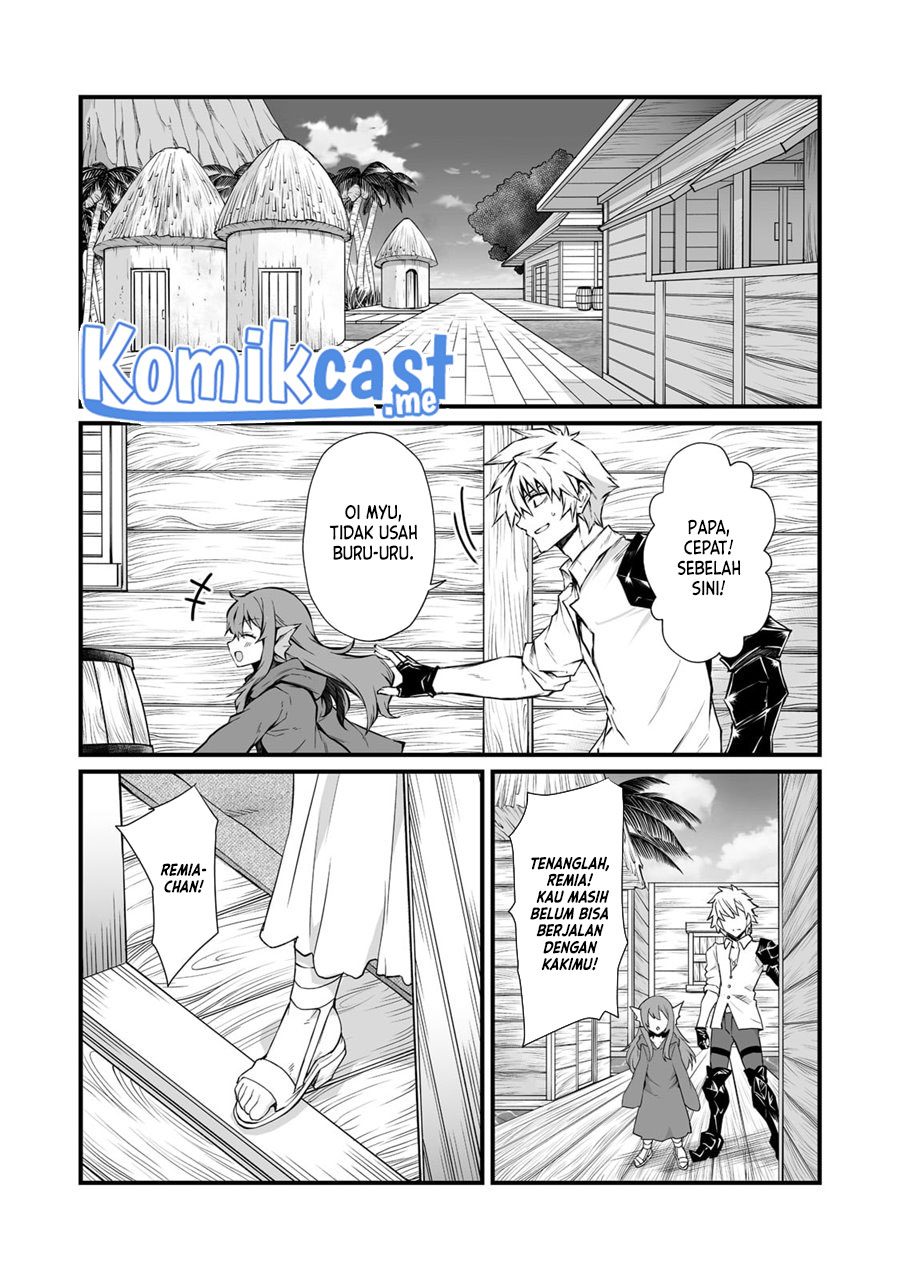 Komikcast
.me
PAPA,
CEPAT!
SEBELAH
SINI!
OI MYU,
TIDAK USAH
BURU-URU.
REMIA-
CHAN!
TENANGLAH,
REMIA!
KAU MASIH
BELUM BISA
BERJALAN
DENGAN
KAKIMU!